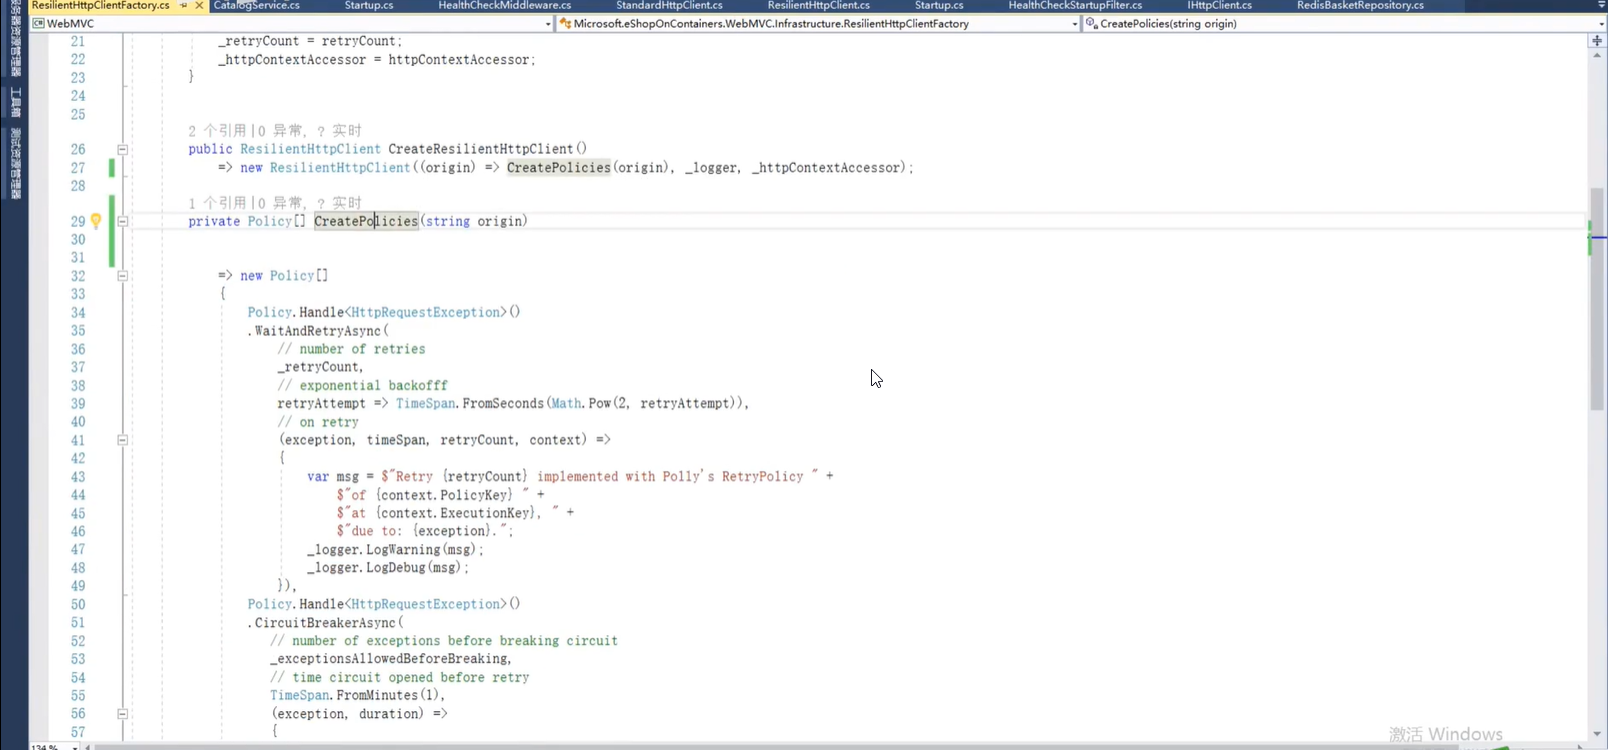 ResilientHttpClientFactory.cs CatalogService.cs Startup.cs HealthCheckMiddleware.cs StandardHttpClient.cs ResilientHttpClient.cs Startup.cs HealthCheckStartupFilter.cs IHttpClient.cs RedisBasketRepository.cs
WebMVC Microsoft.eShopOnContainers.WebMVC.Infrastructure.ResilientHttpClientFactory CreatePolicies(string origin)
工具箱
21 _retryCount = retryCount;
22 _httpContextAccessor = httpContextAccessor;
23 }
24
25
2 个引用|0 异常, ? 实时
26 public ResilientHttpClient CreateResilientHttpClient()
27 => new ResilientHttpClient((origin) => CreatePolicies(origin), _logger, _httpContextAccessor);
28
1 个引用|0 异常, ? 实时
29 private Policy[] CreatePolicies(string origin)
30
31
32 => new Policy[]
33 {
34 Policy.Handle<HttpRequestException>()
35 .WaitAndRetryAsync(
36 // number of retries
37 _retryCount,
38 // exponential backofff
39 retryAttempt => TimeSpan.FromSeconds(Math.Pow(2, retryAttempt)),
40 // on retry
41 (exception, timeSpan, retryCount, context) =>
42 {
43 var msg = $"Retry {retryCount} implemented with Polly's RetryPolicy " +
44 $"of {context.PolicyKey} " +
45 $"at {context.ExecutionKey}, " +
46 $"due to: {exception}.";
47 _logger.LogWarning(msg);
48 _logger.LogDebug(msg);
49 }),
50 Policy.Handle<HttpRequestException>()
51 .CircuitBreakerAsync(
52 // number of exceptions before breaking circuit
53 _exceptionsAllowedBeforeBreaking,
54 // time circuit opened before retry
55 TimeSpan.FromMinutes(1),
56 (exception, duration) =>
57 {
134 %
激活 Windows